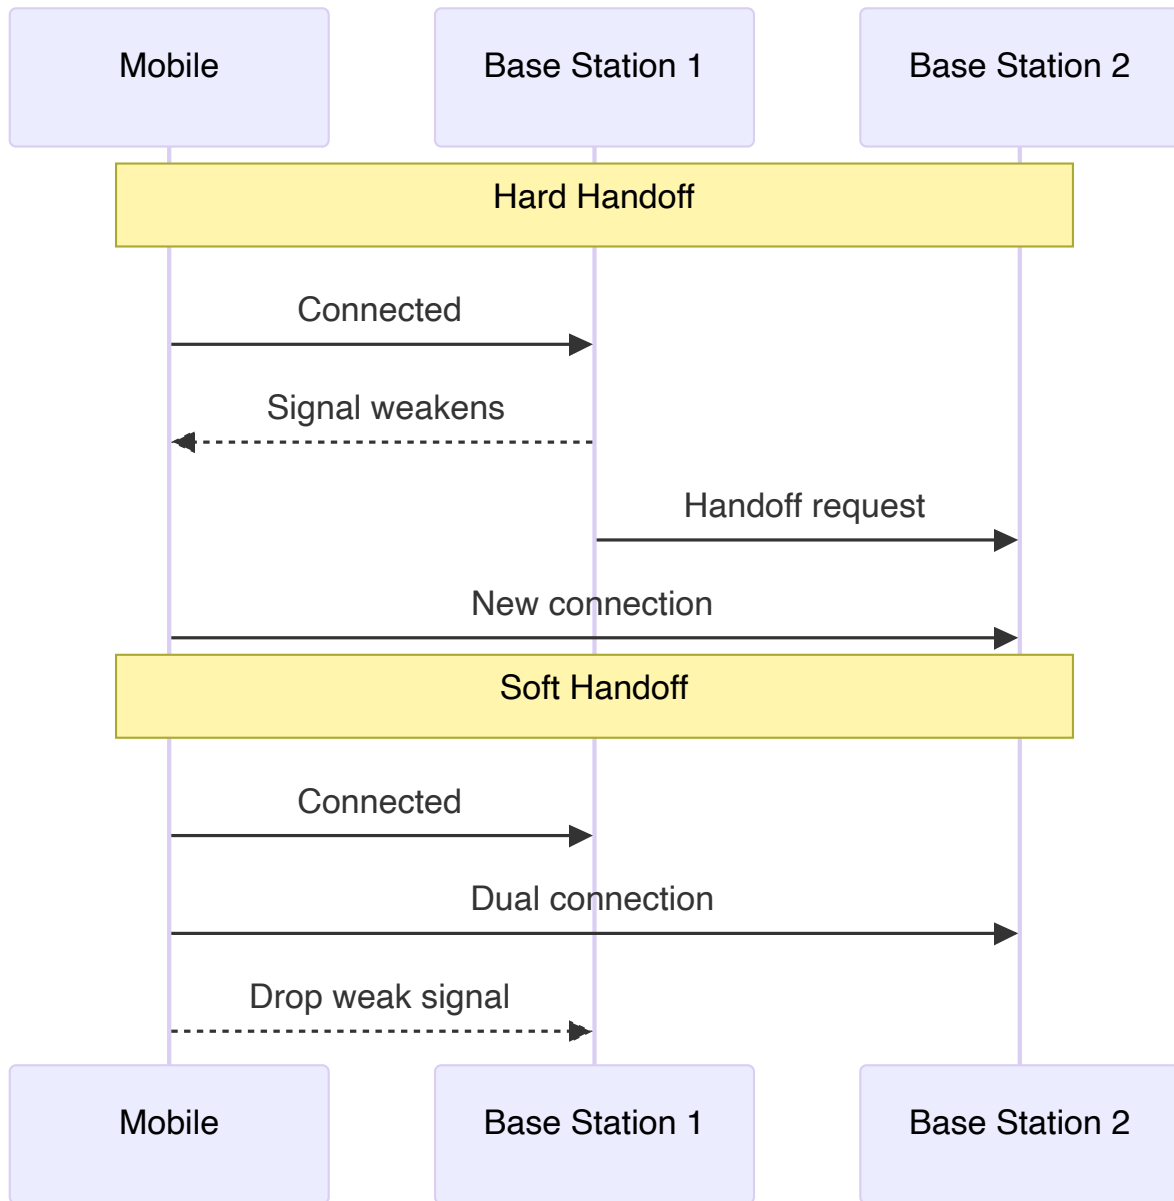 Mobile
Base Station 1
Base Station 2
Hard Handoff
Connected
Signal weakens
Handoff request
New connection
Soft Handoff
Connected
Dual connection
Drop weak signal
Mobile
Base Station 1
Base Station 2